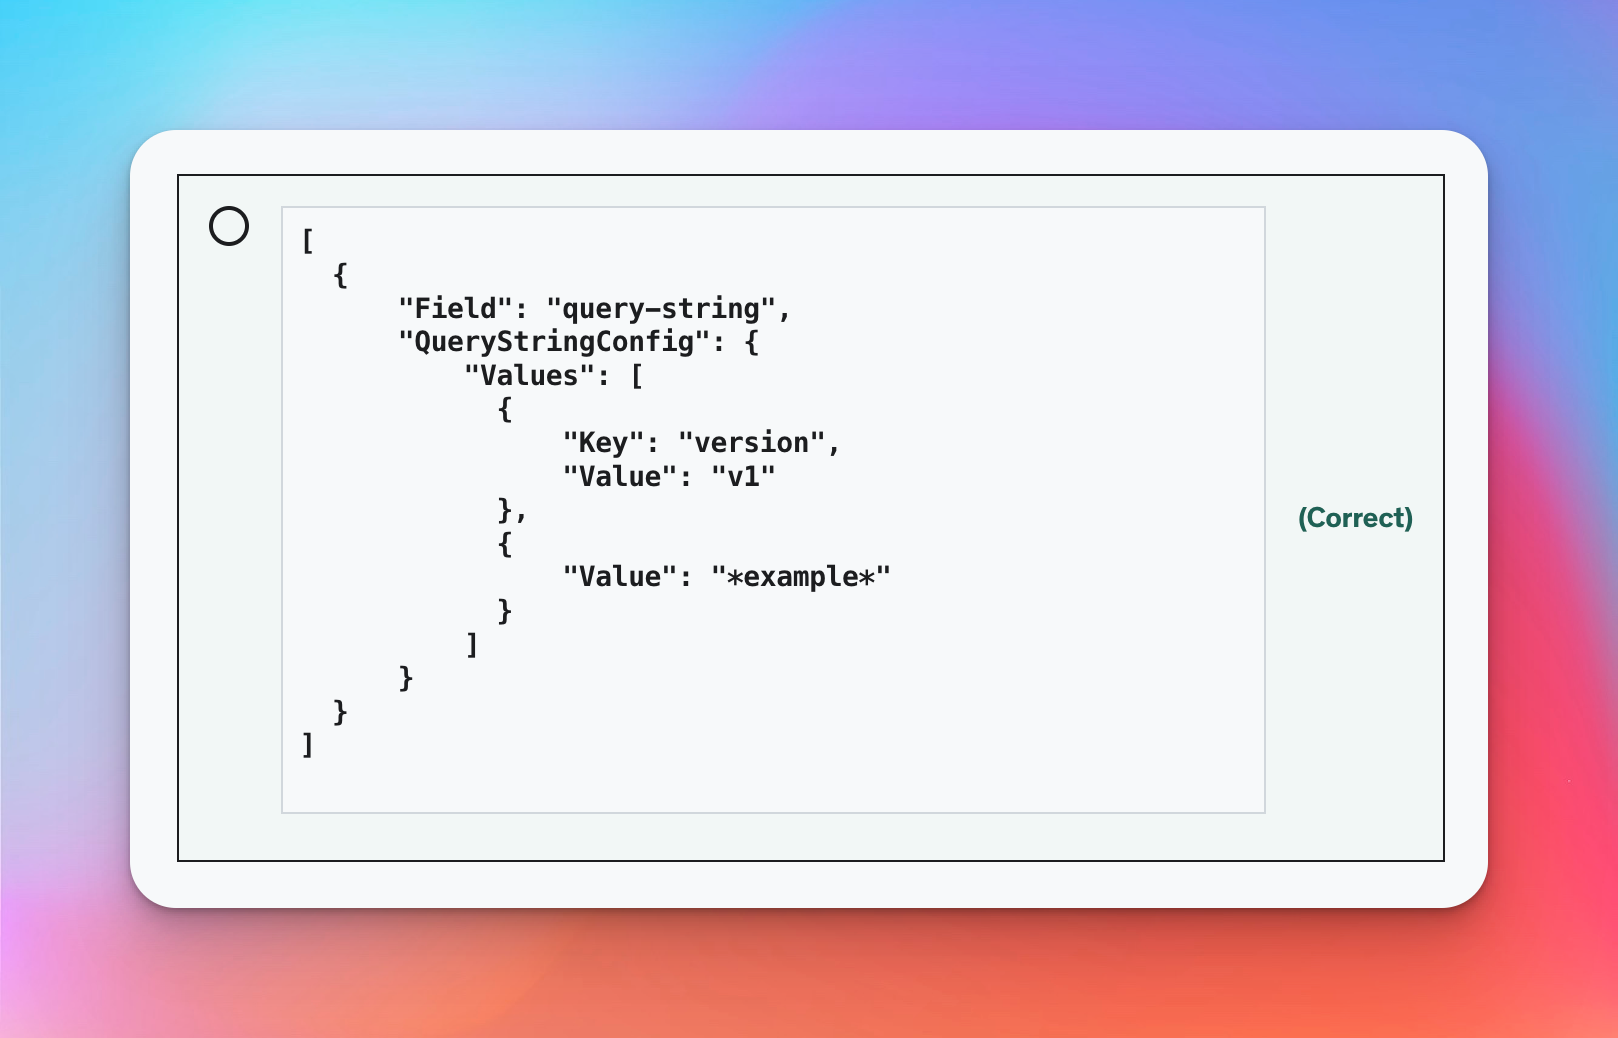 [
  {
      "Field": "query-string",
      "QueryStringConfig": {
          "Values": [
            {
                "Key": "version",
                "Value": "v1"
            },
            {
                "Value": "*example*"
            }
          ]
      }
  }
]
(Correct)